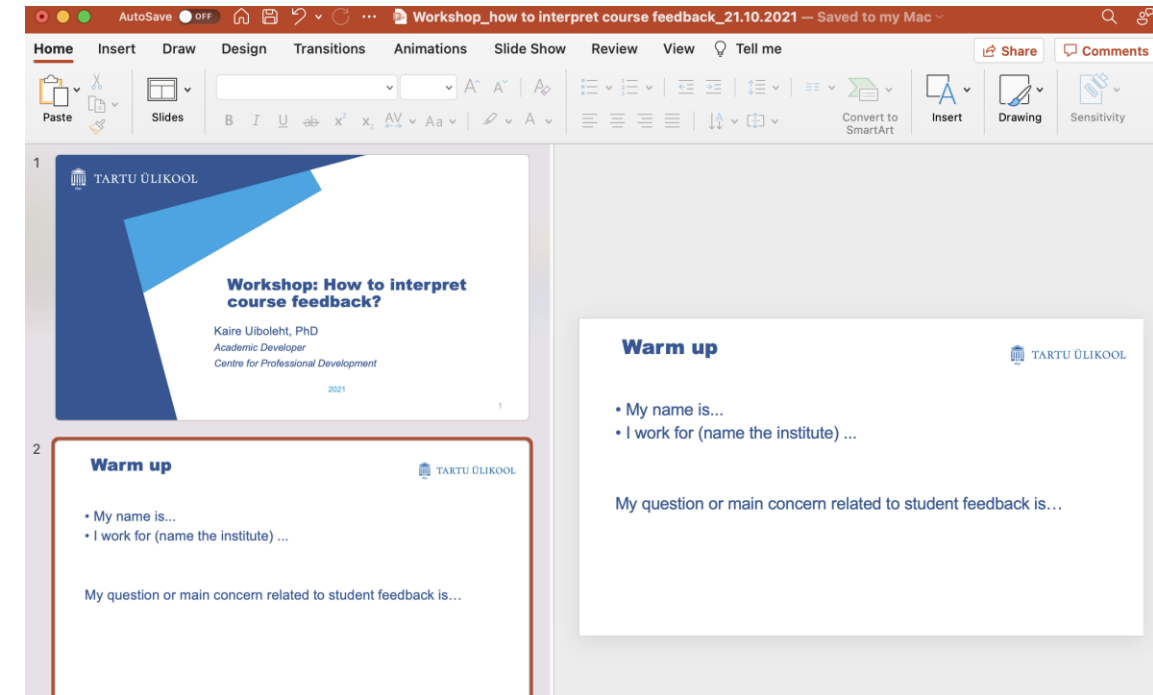 AutoSave OFF ... Workshop_how to interpret course feedback_21.10.2021 — Saved to my Mac
Home Insert Draw Design Transitions Animations Slide Show Review View Tell me Share Comments
Paste Slides Convert to SmartArt Insert Drawing Sensitivity
B I U ab x² x₂ AV Aa A
1
TARTU ÜLIKOOL
Workshop: How to interpret
course feedback?
Kaire Uiboleht, PhD
Academic Developer
Centre for Professional Development
2021
1
2
Warm up
TARTU ÜLIKOOL
• My name is...
• I work for (name the institute) ...
My question or main concern related to student feedback is…
Warm up
TARTU ÜLIKOOL
• My name is...
• I work for (name the institute) ...
My question or main concern related to student feedback is…